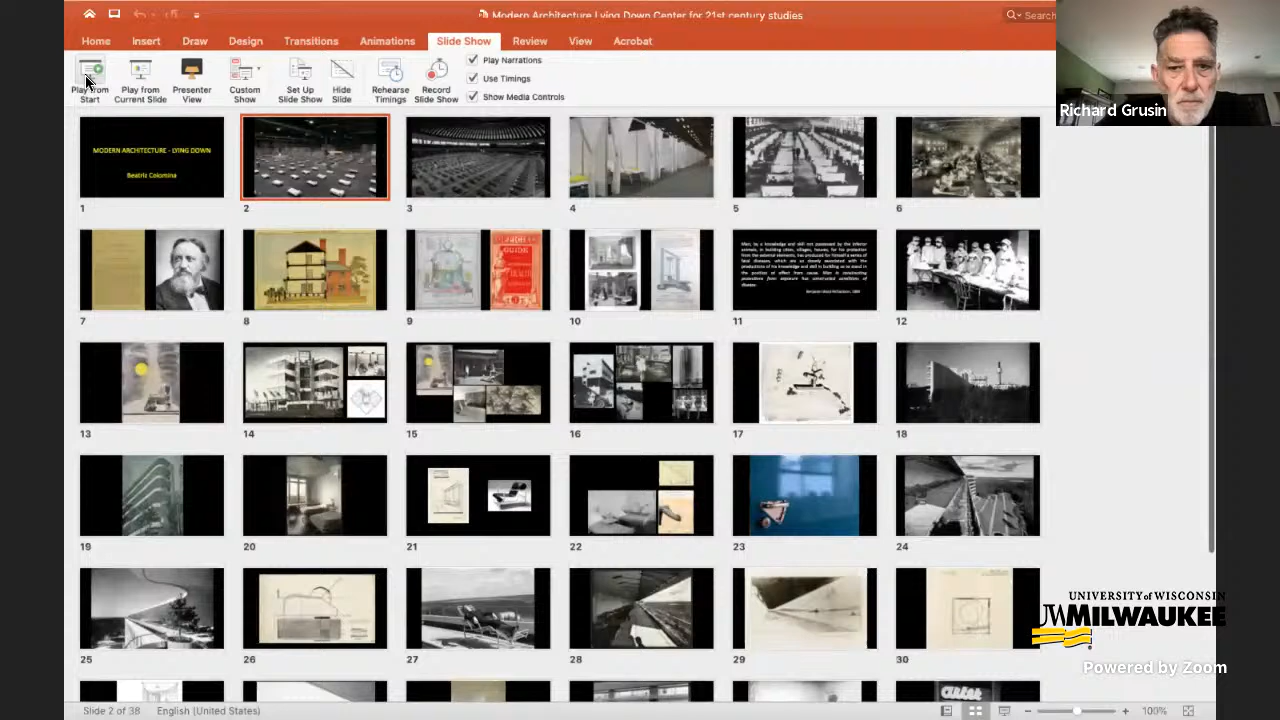 Modern Architecture Lying Down Center for 21st century studies
Search
Home Insert Draw Design Transitions Animations Slide Show Review View Acrobat
Play from Start
Play from Current Slide
Presenter View
Custom Show
Set Up Slide Show
Hide Slide
Rehearse Timings
Record Slide Show
Play Narrations
Use Timings
Show Media Controls
Richard Grusin
MODERN ARCHITECTURE - LYING DOWN
Beatriz Colomina
1 2 3 4 5 6
7 8 9 10 11 12
13 14 15 16 17 18
19 20 21 22 23 24
25 26 27 28 29 30
UNIVERSITY of WISCONSIN
UWMILWAUKEE
Powered by Zoom
Slide 2 of 38 English (United States)
100%